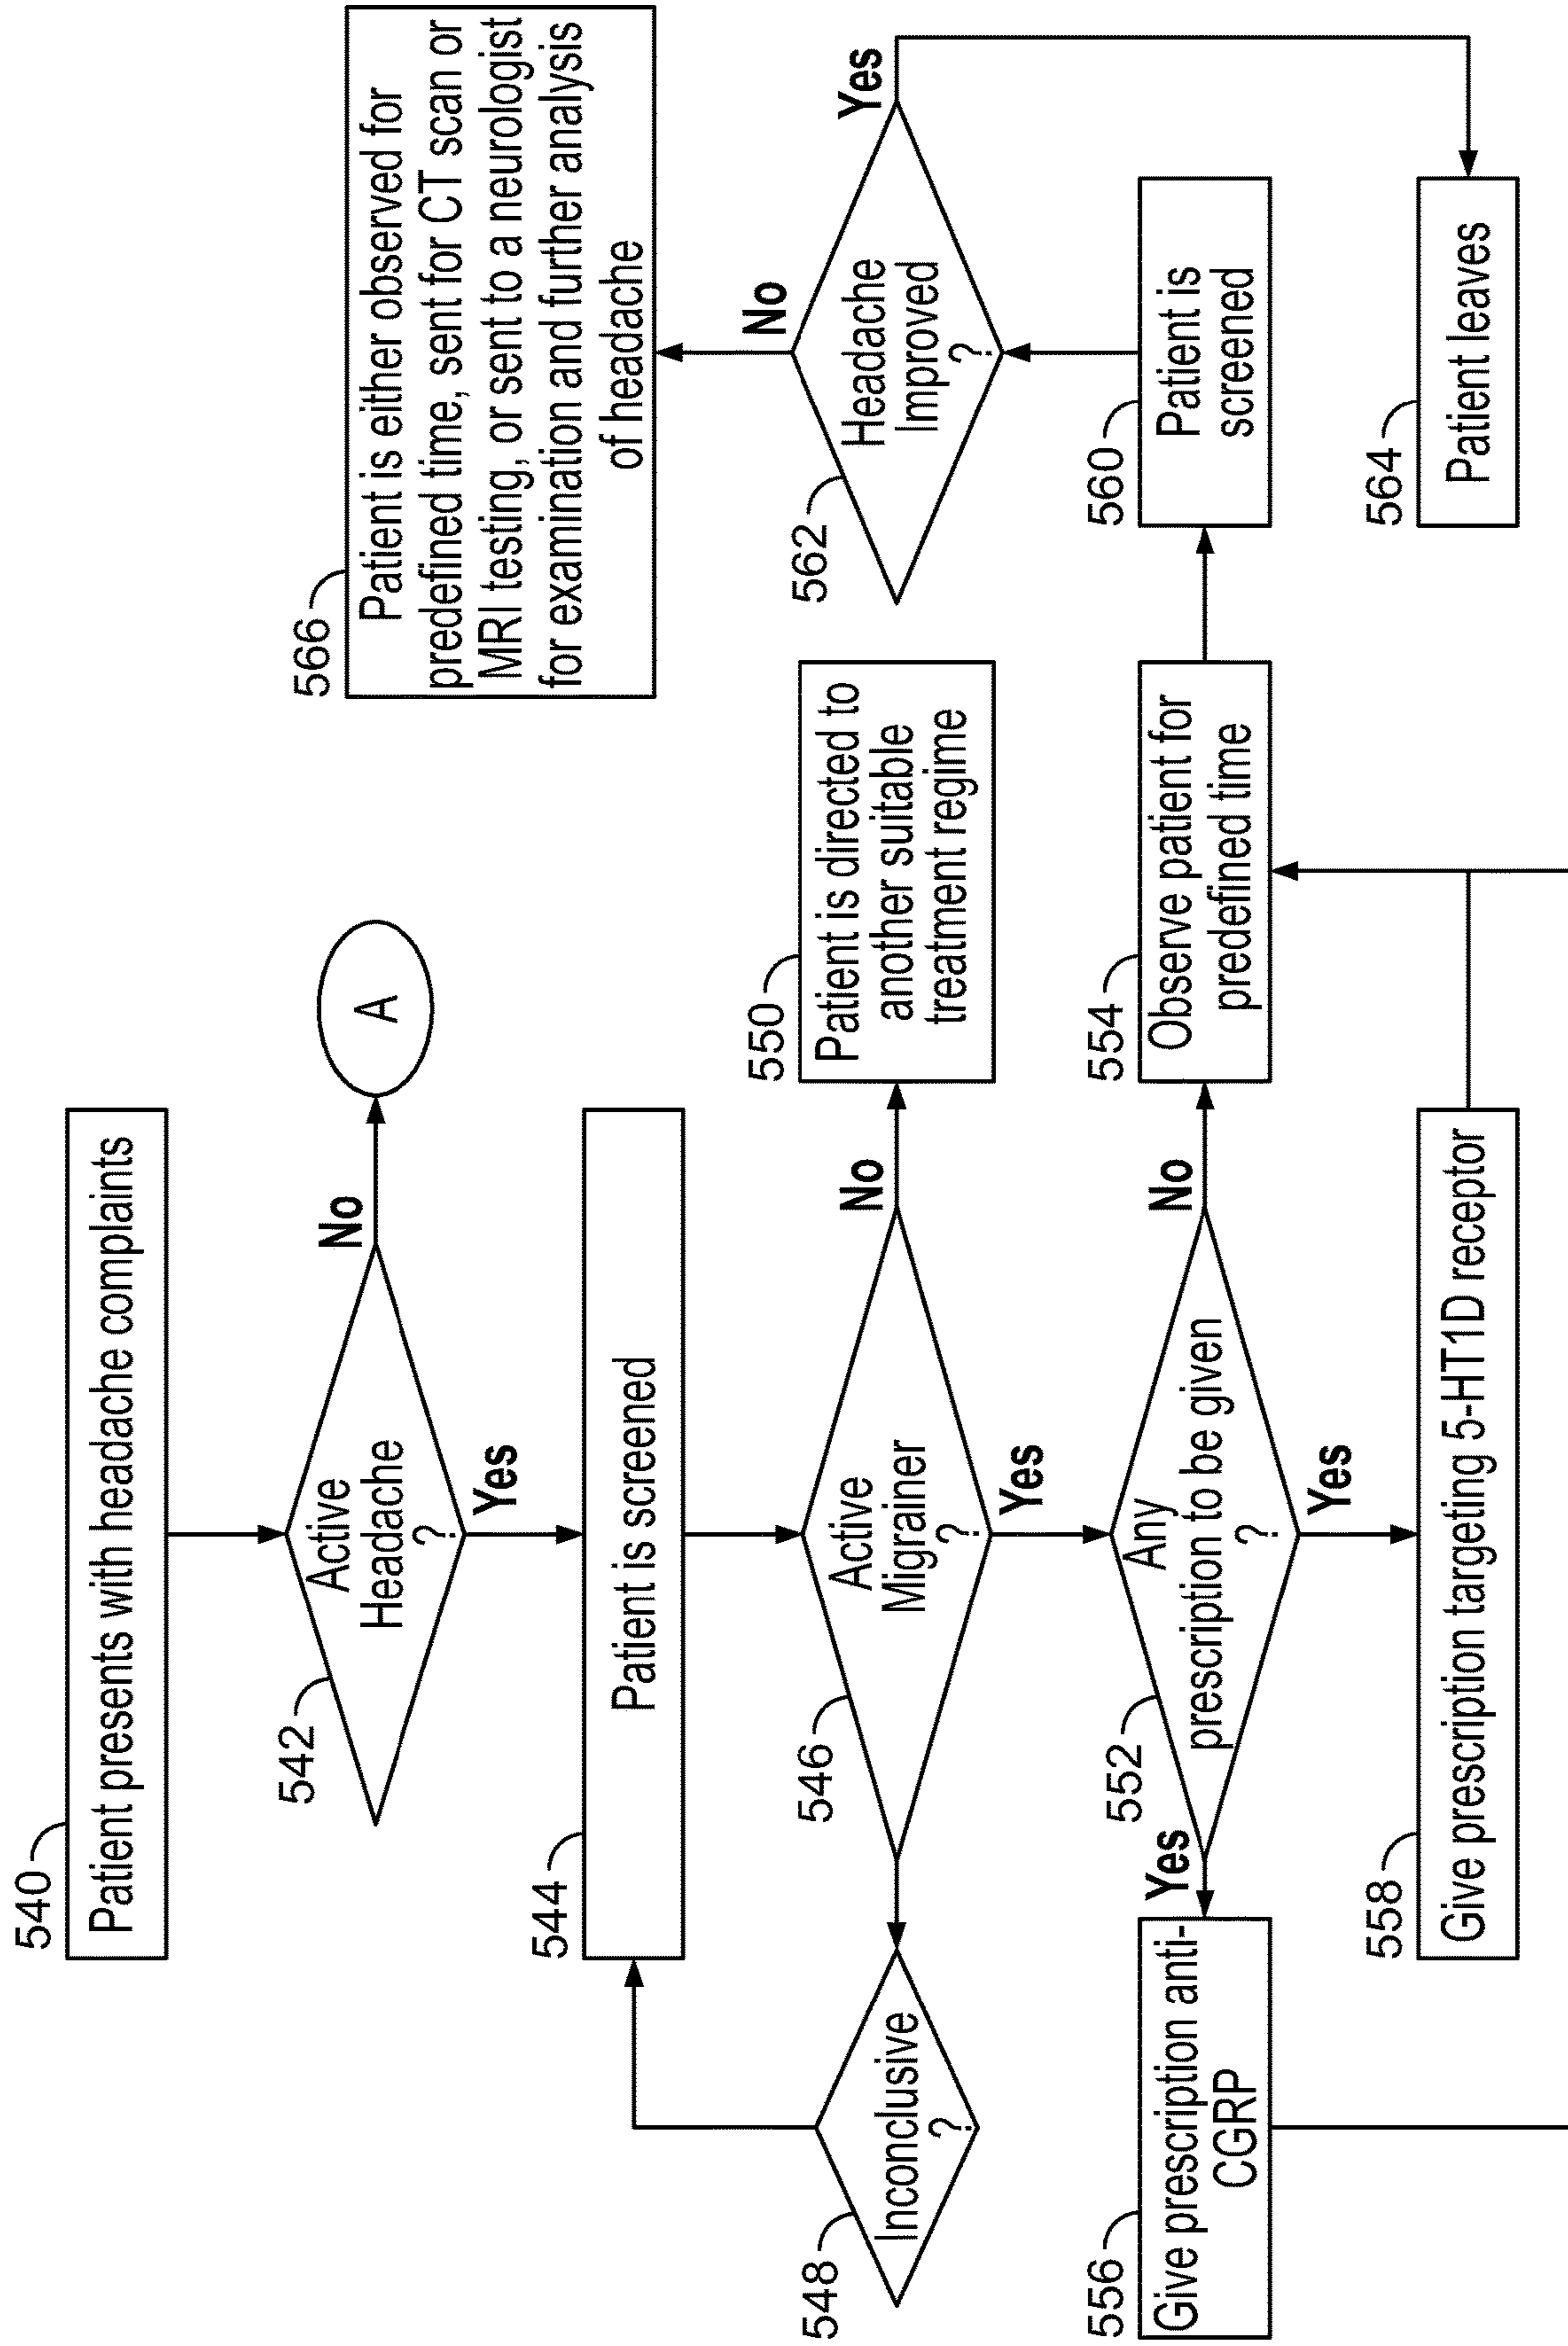 540
Patient presents with headache complaints
542
Active
Headache
?
No
A
Yes
544
Patient is screened
546
Active
Migrainer
?
No
550
Patient is directed to
another suitable
treatment regime
548
Inconclusive
?
Yes
552
Any
prescription to be given
?
Yes
556
Give prescription anti-
CGRP
No
554
Observe patient for
predefined time
Yes
558
Give prescription targeting 5-HT1D receptor
560
Patient is
screened
562
Headache
Improved
?
Yes
564
Patient leaves
No
566
Patient is either observed for
predefined time, sent for CT scan or
MRI testing, or sent to a neurologist
for examination and further analysis
of headache